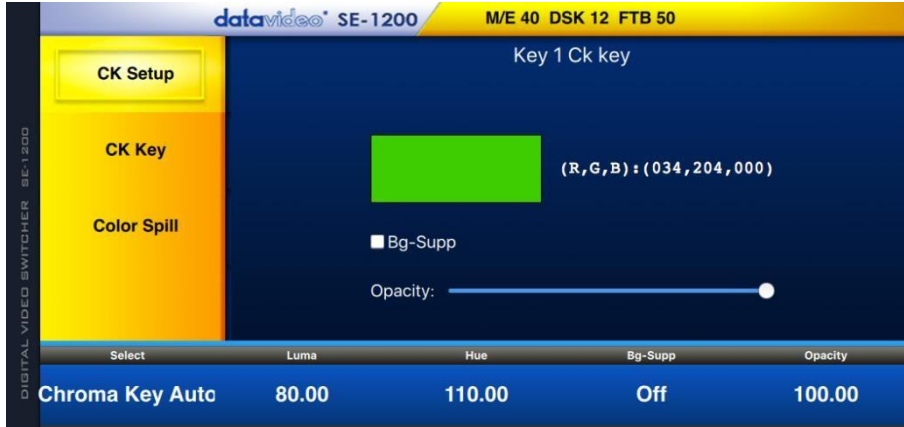 datavideo SE-1200
M/E 40 DSK 12 FTB 50
DIGITAL VIDEO SWITCHER SE-1200
CK Setup
CK Key
Color Spill
Key 1 Ck key
(R,G,B):(034,204,000)
Bg-Supp
Opacity:
Select Luma Hue Bg-Supp Opacity
Chroma Key Auto 80.00 110.00 Off 100.00